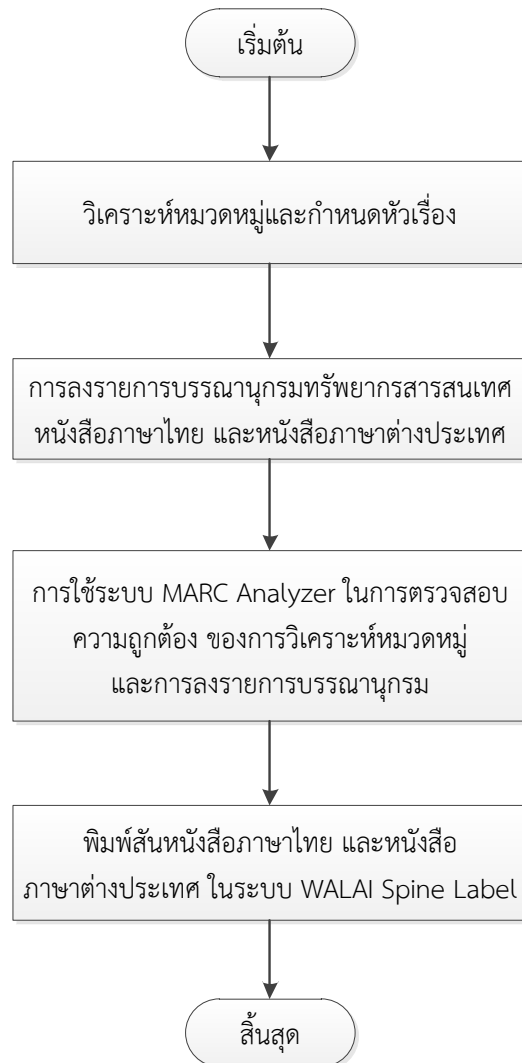 เริ่มต้น
วิเคราะห์หมวดหมู่และกำหนดหัวเรื่อง
การลงรายการบรรณานุกรมทรัพยากรสารสนเทศ
หนังสือภาษาไทย และหนังสือภาษาต่างประเทศ
การใช้ระบบ MARC Analyzer ในการตรวจสอบ
ความถูกต้อง ของการวิเคราะห์หมวดหมู่
และการลงรายการบรรณานุกรม
พิมพ์สันหนังสือภาษาไทย และหนังสือ
ภาษาต่างประเทศ ในระบบ WALAI Spine Label
สิ้นสุด